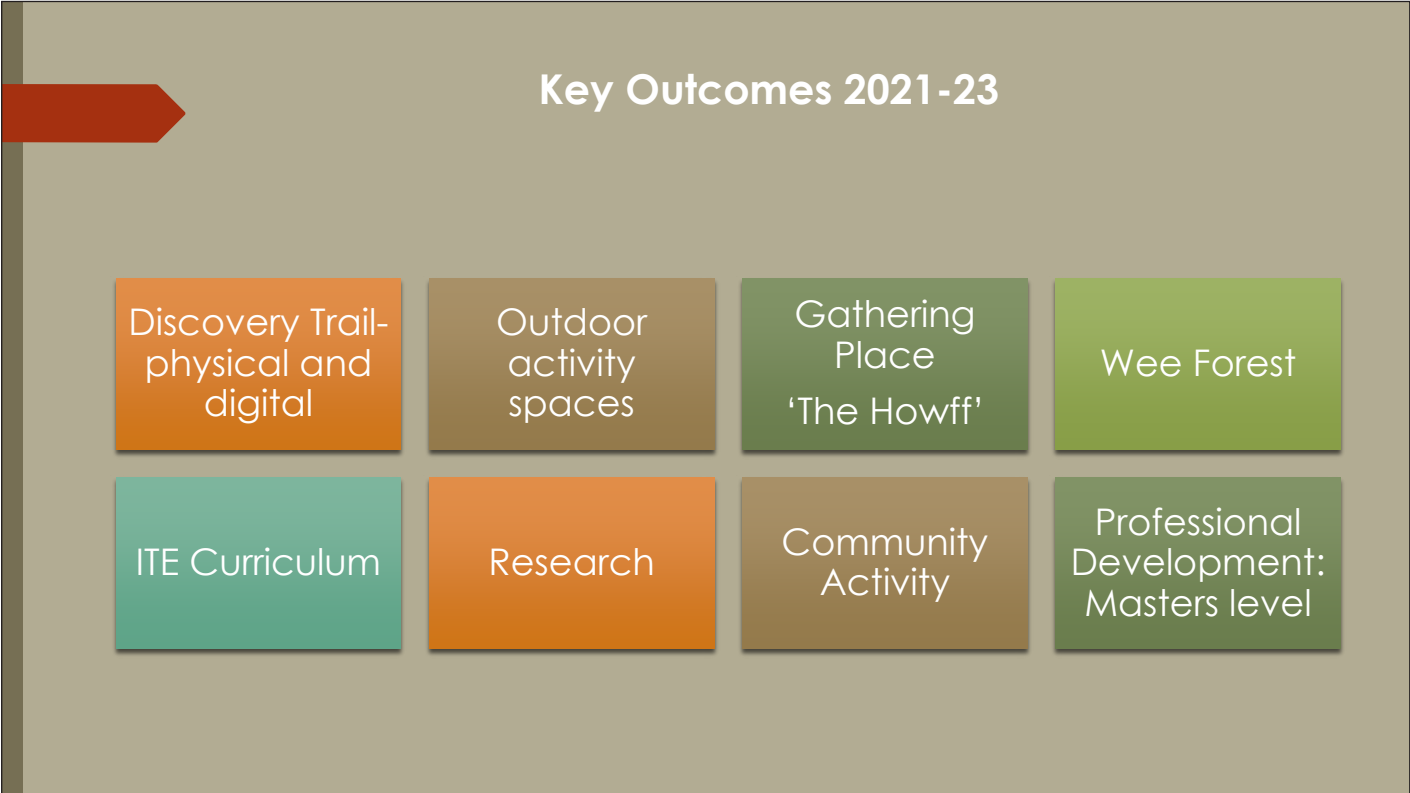 Key Outcomes 2021-23
Discovery Trail-
physical and
digital
Outdoor
activity
spaces
Gathering
Place
‘The Howff’
Wee Forest
ITE Curriculum
Research
Community
Activity
Professional
Development:
Masters level